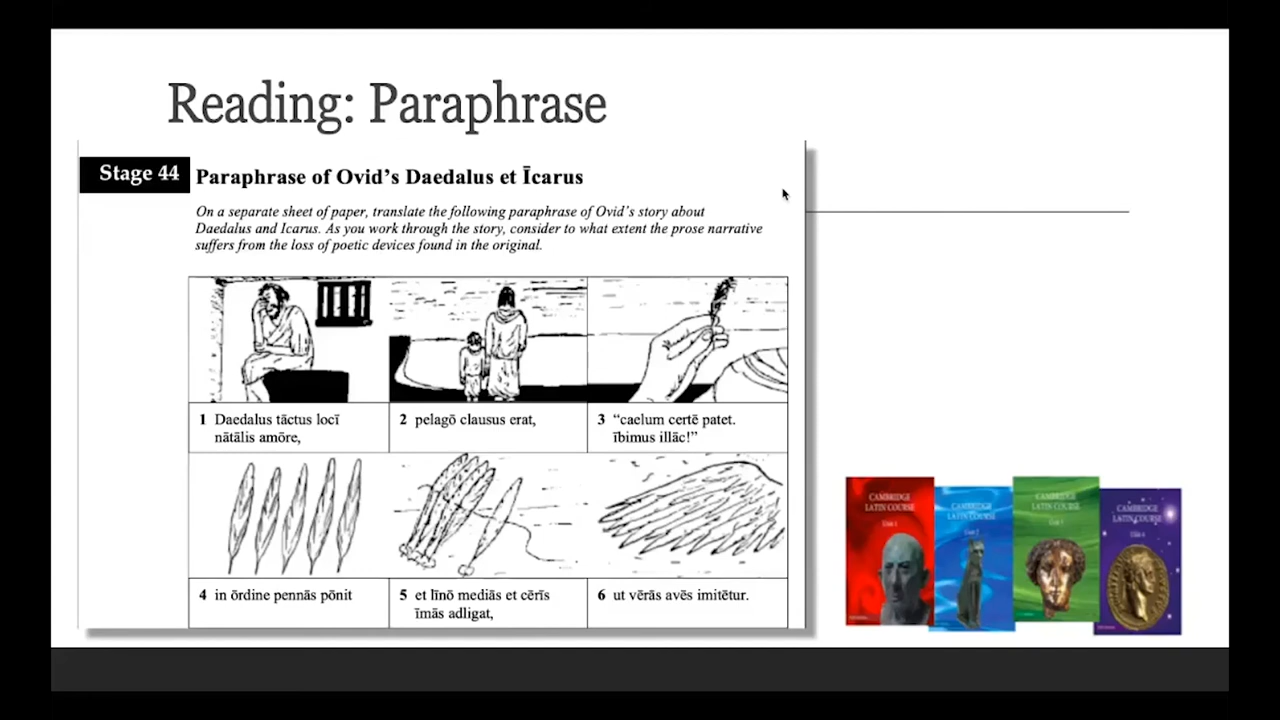 Reading: Paraphrase
Stage 44
Paraphrase of Ovid's Daedalus et Īcarus
On a separate sheet of paper, translate the following paraphrase of Ovid's story about
Daedalus and Icarus. As you work through the story, consider to what extent the prose narrative
suffers from the loss of poetic devices found in the original.
1 Daedalus tāctus locī
nātālis amōre,
2 pelagō clausus erat,
3 “caelum certē patet.
ībimus illāc!”
4 in ōrdine pennās pōnit
5 et līnō mediās et cērīs
īmās adligat,
6 ut vērās avēs imitētur.
CAMBRIDGE
LATIN COURSE
Unit 1
CAMBRIDGE
LATIN COURSE
Unit 2
CAMBRIDGE
LATIN COURSE
CAMBRIDGE
LATIN COURSE